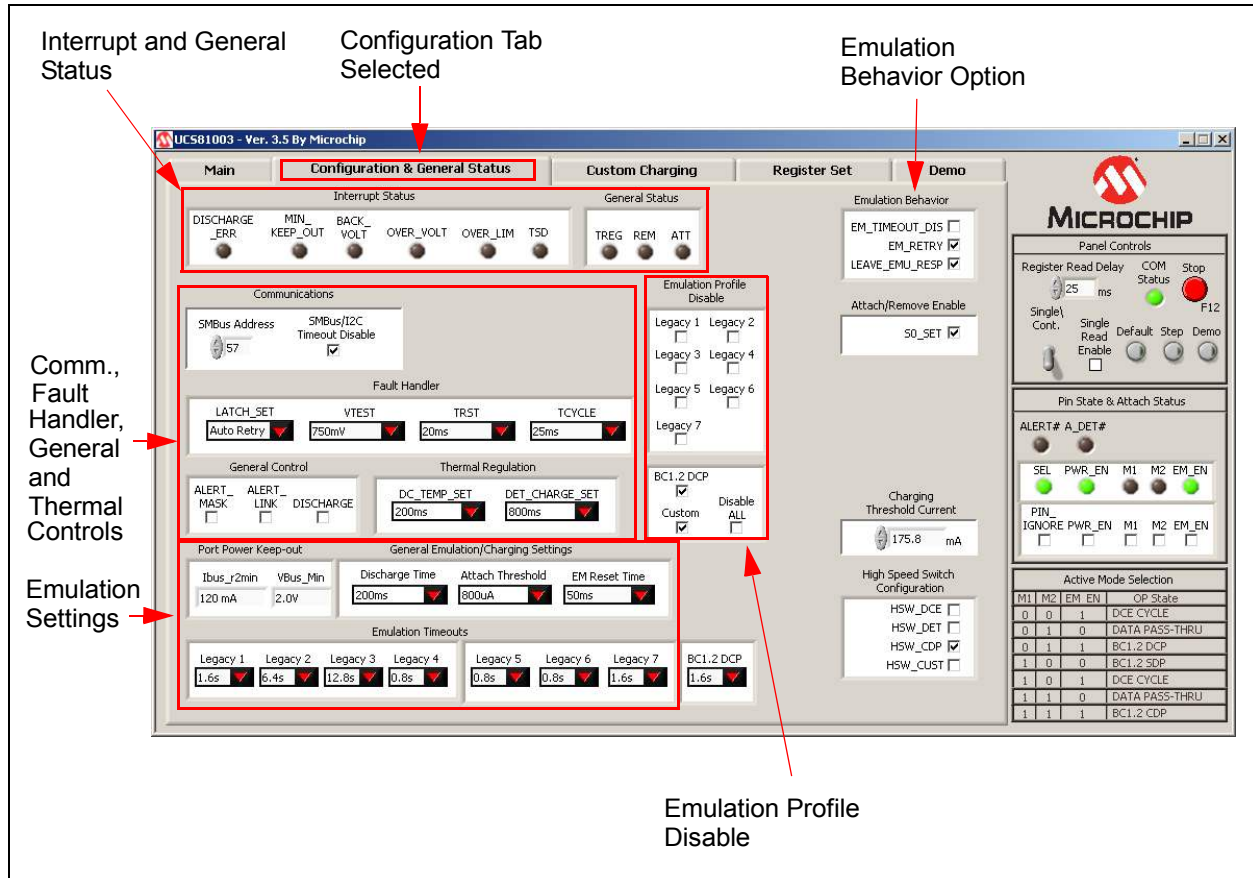 Interrupt and General
Status
Configuration Tab
Selected
Emulation
Behavior Option
UCS81003 - Ver. 3.5 By Microchip
Main
Configuration & General Status
Custom Charging
Register Set
Demo
Interrupt Status
DISCHARGE
_ERR
MIN_
KEEP_OUT
BACK_
VOLT
OVER_VOLT
OVER_LIM
TSD
General Status
TREG
REM
ATT
Emulation Behavior
EM_TIMEOUT_DIS
EM_RETRY
LEAVE_EMU_RESP
Attach/Remove Enable
S0_SET
Communications
SMBus Address
57
SMBus/I2C
Timeout Disable
Comm.,
Fault
Handler,
General
and
Thermal
Controls
Fault Handler
LATCH_SET
Auto Retry
VTEST
750mV
TRST
20ms
TCYCLE
25ms
General Control
ALERT_
MASK
ALERT_
LINK
DISCHARGE
Thermal Regulation
DC_TEMP_SET
200ms
DET_CHARGE_SET
800ms
Emulation Profile
Disable
Legacy 1
Legacy 2
Legacy 3
Legacy 4
Legacy 5
Legacy 6
Legacy 7
BC1.2 DCP
Custom
Disable
ALL
Charging
Threshold Current
175.8 mA
High Speed Switch
Configuration
HSW_DCE
HSW_DET
HSW_CDP
HSW_CUST
Emulation
Settings
Port Power Keep-out
Ibus_r2min
120 mA
VBus_Min
2.0V
General Emulation/Charging Settings
Discharge Time
200ms
Attach Threshold
800uA
EM Reset Time
50ms
Emulation Timeouts
Legacy 1
1.6s
Legacy 2
6.4s
Legacy 3
12.8s
Legacy 4
0.8s
Legacy 5
0.8s
Legacy 6
0.8s
Legacy 7
1.6s
BC1.2 DCP
1.6s
MICROCHIP
Panel Controls
Register Read Delay
25 ms
COM
Status
Stop
F12
Single\
Cont.
Single
Read
Enable
Default
Step
Demo
Pin State & Attach Status
ALERT# A_DET#
SEL PWR_EN M1 M2 EM_EN
PIN_
IGNORE PWR_EN M1 M2 EM_EN
Active Mode Selection
M1 M2 EM EN OP State
0 0 1 DCE CYCLE
0 1 0 DATA PASS-THRU
0 1 1 BC1.2 DCP
1 0 0 BC1.2 SDP
1 0 1 DCE CYCLE
1 1 0 DATA PASS-THRU
1 1 1 BC1.2 CDP
Emulation Profile
Disable